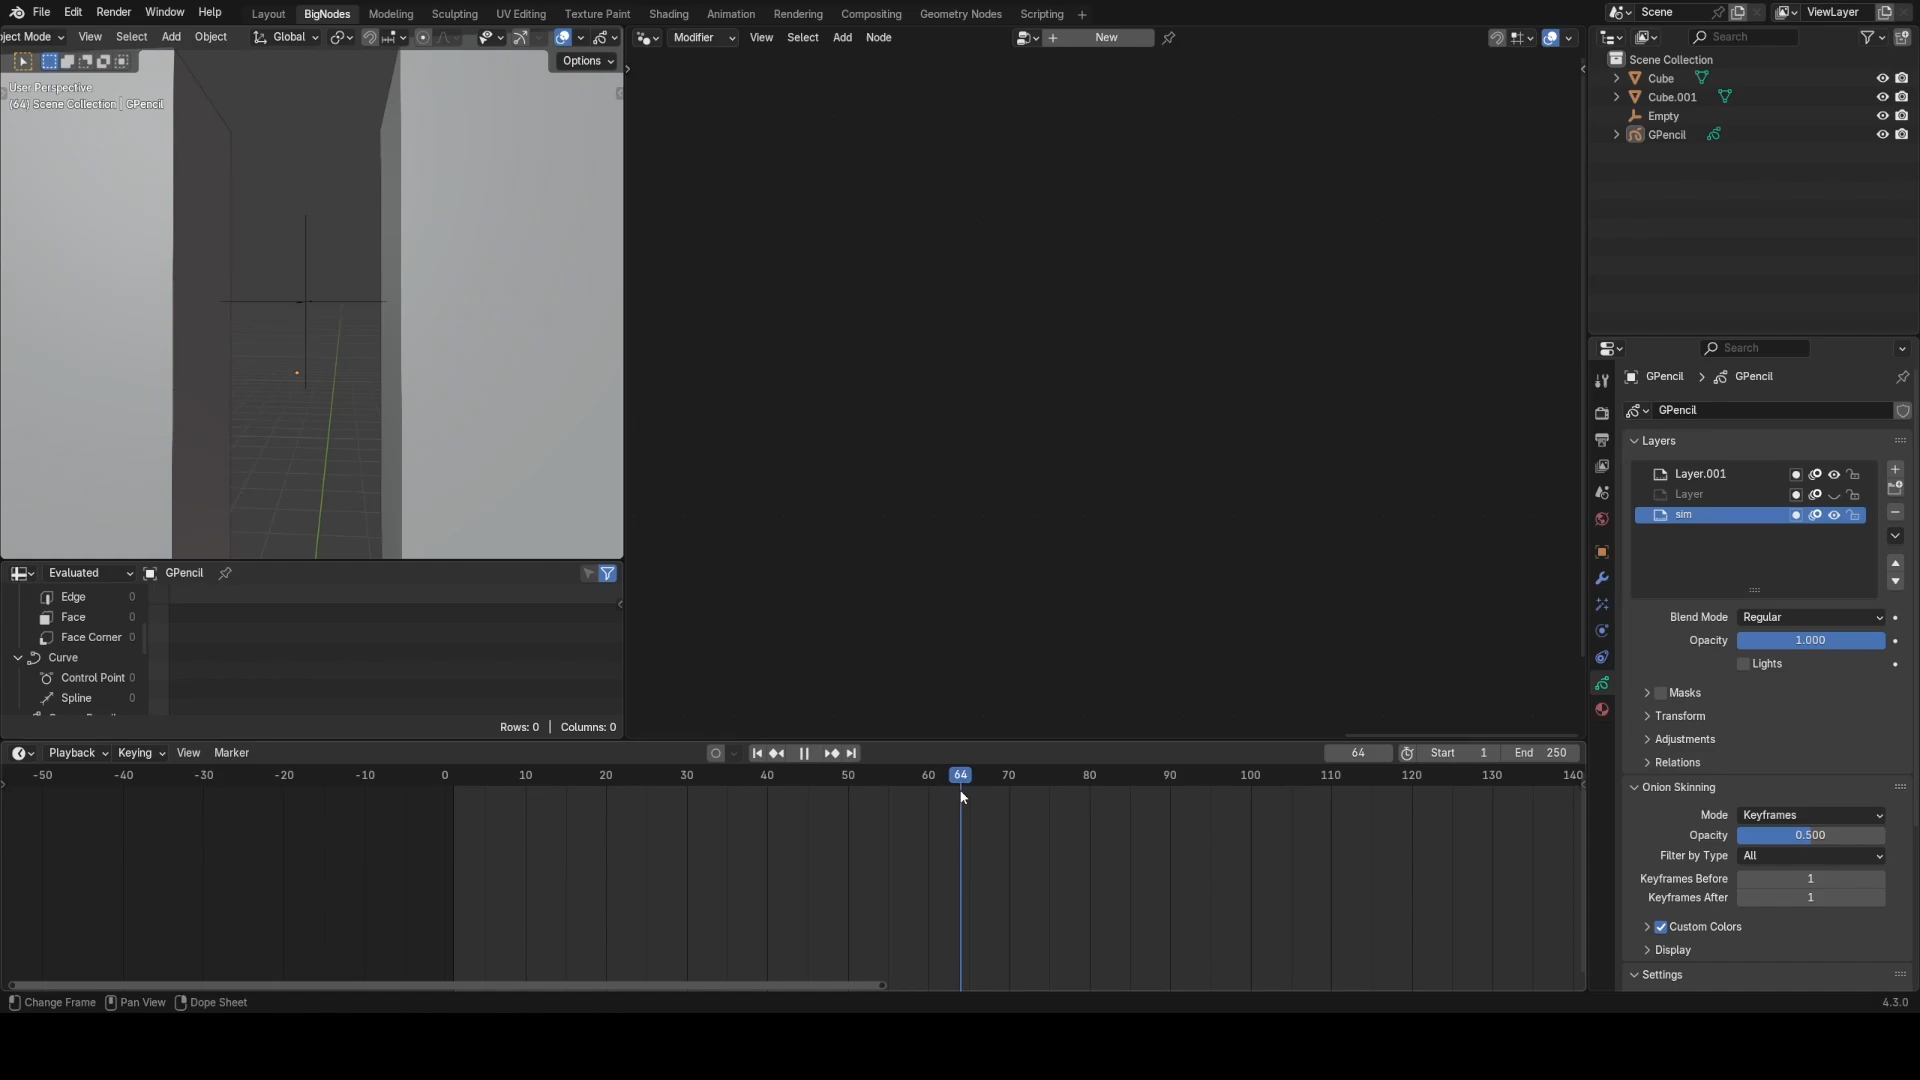 File Edit Render Window Help Layout BigNodes Modeling Sculpting UV Editing Texture Paint Shading Animation Rendering Compositing Geometry Nodes Scripting + Scene ViewLayer
ject Mode View Select Add Object Global Modifier View Select Add Node + New Search
Options
User Perspective
(64) Scene Collection | GPencil
Scene Collection
Cube
Cube.001
Empty
GPencil
Search
GPencil > GPencil
GPencil
Layers
Layer.001
Layer
sim
Blend Mode Regular
Opacity 1.000
Lights
Masks
Transform
Adjustments
Relations
Onion Skinning
Mode Keyframes
Opacity 0.500
Filter by Type All
Keyframes Before 1
Keyframes After 1
Custom Colors
Display
Settings
Evaluated GPencil
Edge 0
Face 0
Face Corner 0
Curve
Control Point 0
Spline 0
Rows: 0 | Columns: 0
Playback Keying View Marker 64 Start 1 End 250
-50 -40 -30 -20 -10 0 10 20 30 40 50 60 64 70 80 90 100 110 120 130 140
Change Frame Pan View Dope Sheet 4.3.0